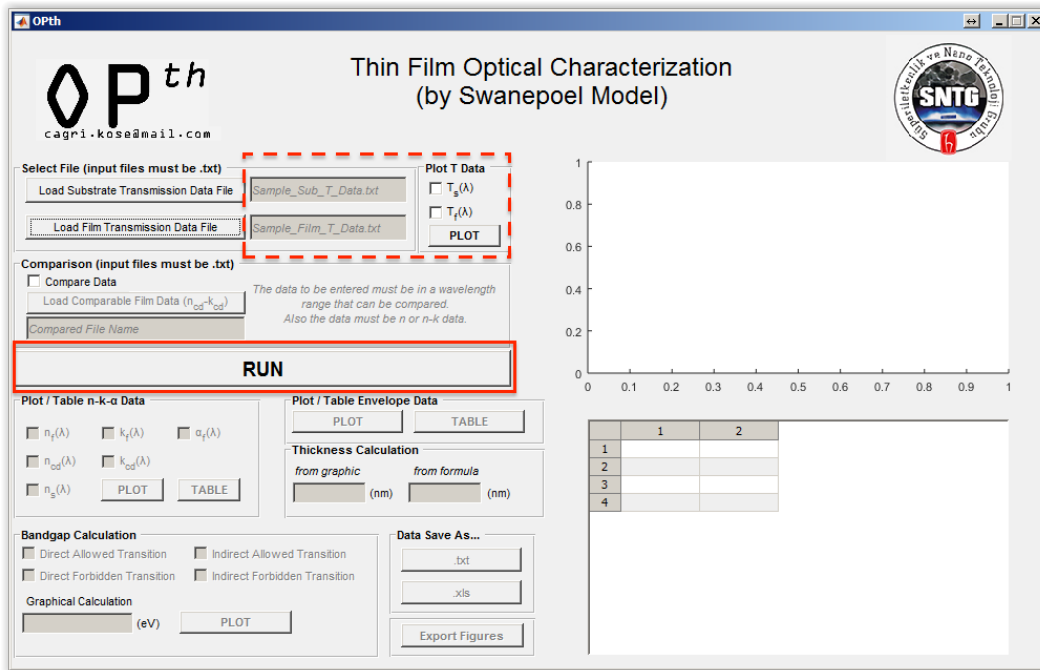 OPth
OPth
cagri.kose@mail.com
Thin Film Optical Characterization
(by Swanepoel Model)
Süperiletkenlik ve Nano Teknoloji Grubu
SNTG
Select File (input files must be .txt)
Load Substrate Transmission Data File
Sample_Sub_T_Data.txt
Load Film Transmission Data File
Sample_Film_T_Data.txt
Plot T Data
Ts(λ)
Tf(λ)
PLOT
Comparison (input files must be .txt)
Compare Data
Load Comparable Film Data (ncd-kcd)
Compared File Name
The data to be entered must be in a wavelength
range that can be compared.
Also the data must be n or n-k data.
RUN
Plot / Table n-k-α Data
nf(λ) kf(λ) αf(λ)
ncd(λ) kcd(λ)
ns(λ) PLOT TABLE
Plot / Table Envelope Data
PLOT TABLE
Thickness Calculation
from graphic from formula
(nm) (nm)
Bandgap Calculation
Direct Allowed Transition Indirect Allowed Transition
Direct Forbidden Transition Indirect Forbidden Transition
Graphical Calculation
(eV) PLOT
Data Save As...
.txt
.xls
Export Figures
1
0.8
0.6
0.4
0.2
0
0 0.1 0.2 0.3 0.4 0.5 0.6 0.7 0.8 0.9 1
1 2
1
2
3
4